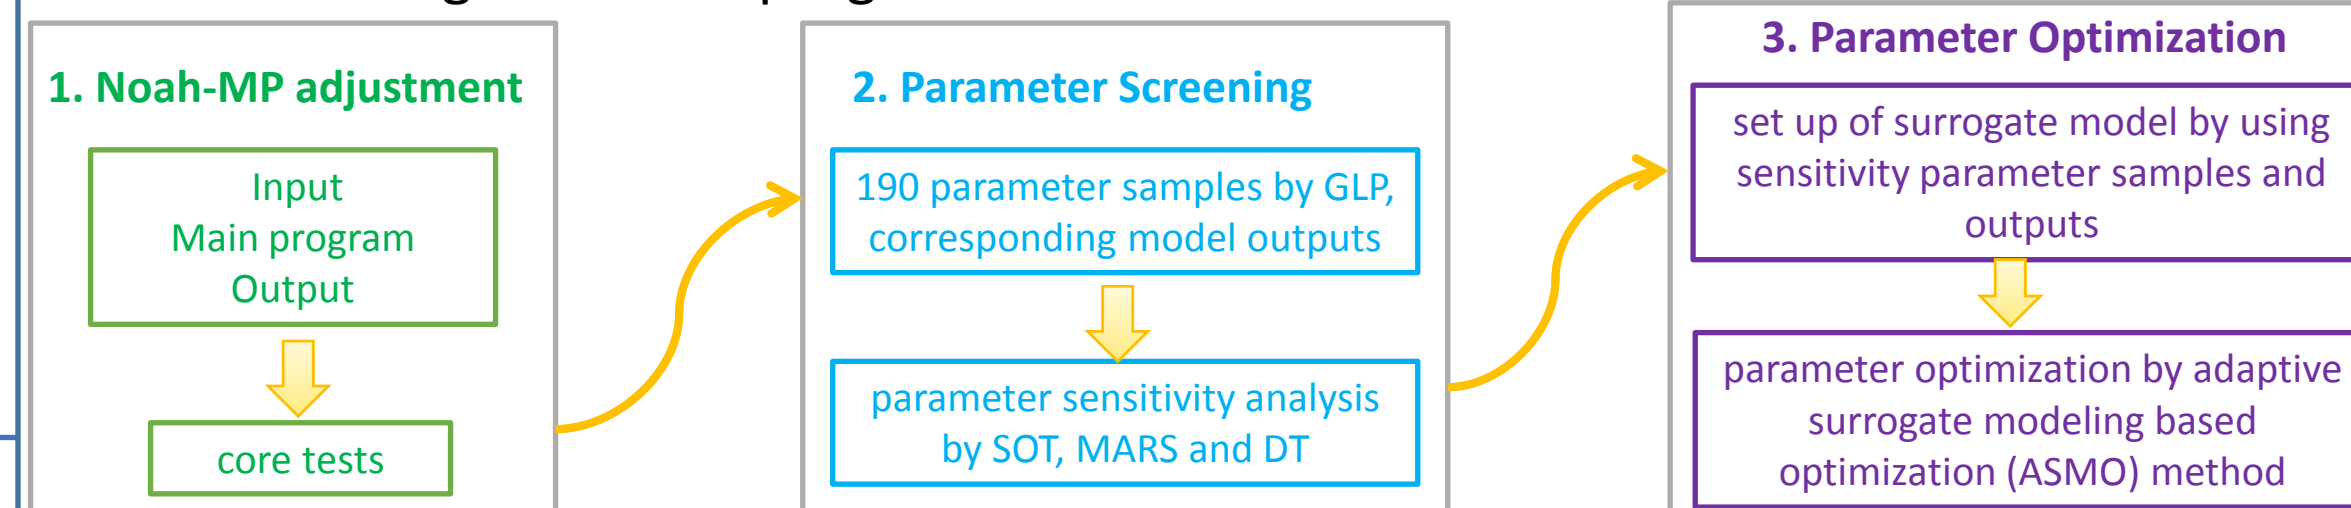 1. Noah-MP adjustment
Input
Main program
Output
core tests
2. Parameter Screening
190 parameter samples by GLP,
corresponding model outputs
parameter sensitivity analysis
by SOT, MARS and DT
3. Parameter Optimization
set up of surrogate model by using
sensitivity parameter samples and
outputs
parameter optimization by adaptive
surrogate modeling based
optimization (ASMO) method